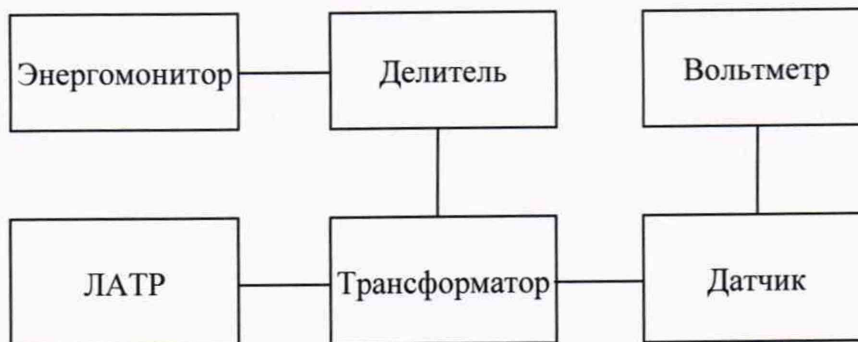 Энергомонитор
Делитель
Вольтметр
ЛАТР
Трансформатор
Датчик